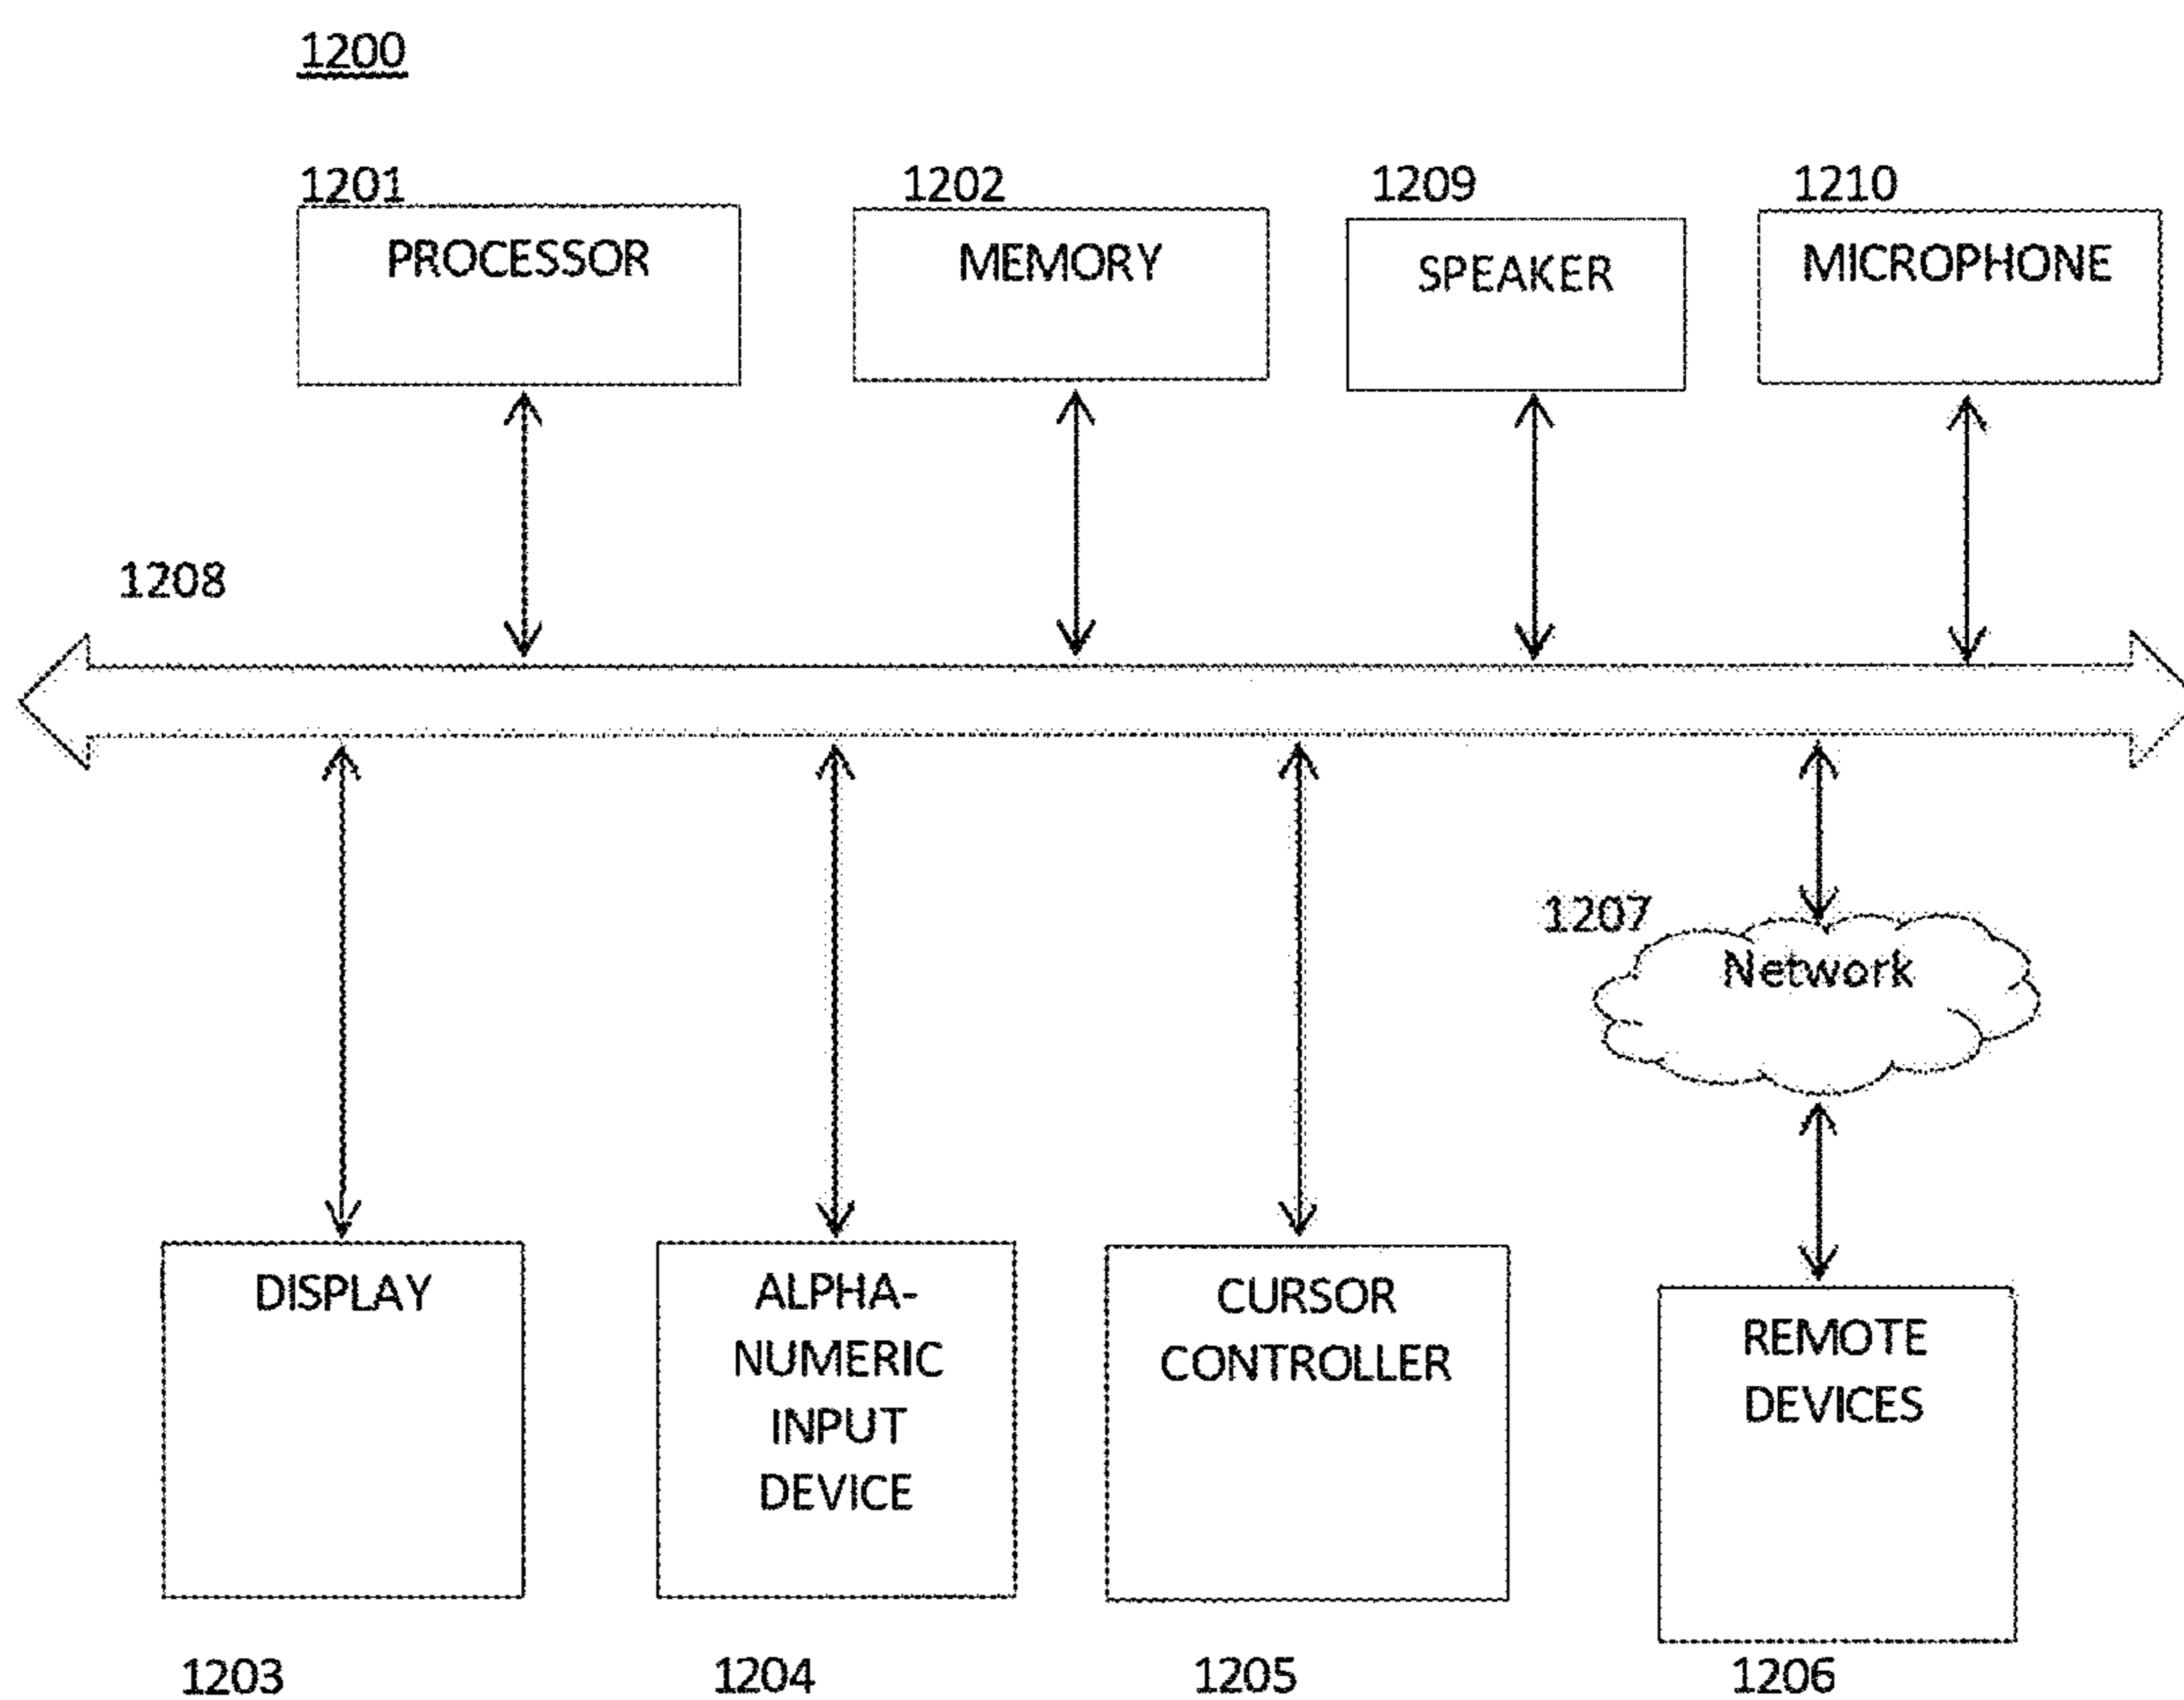 1200
1201
PROCESSOR
1202
MEMORY
1209
SPEAKER
1210
MICROPHONE
1208
1207
Network
DISPLAY
1203
ALPHA-
NUMERIC
INPUT
DEVICE
1204
CURSOR
CONTROLLER
1205
REMOTE
DEVICES
1206